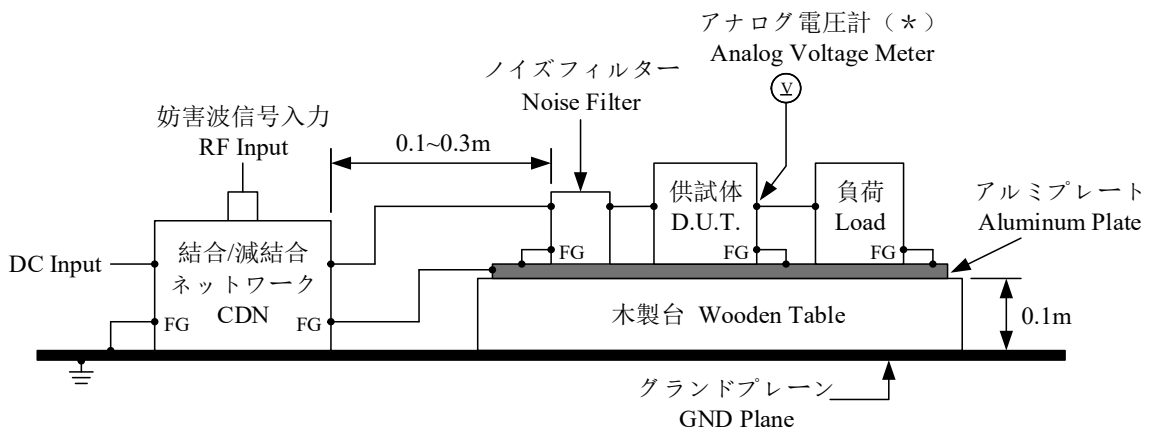 アナログ電圧計（＊）
Analog Voltage Meter
V
ノイズフィルター
Noise Filter
妨害波信号入力
RF Input
0.1~0.3m
供試体
D.U.T.
負荷
Load
アルミプレート
Aluminum Plate
結合/減結合
ネットワーク
CDN
DC Input
FG
FG
FG
FG
FG
木製台 Wooden Table
0.1m
グランドプレーン
GND Plane